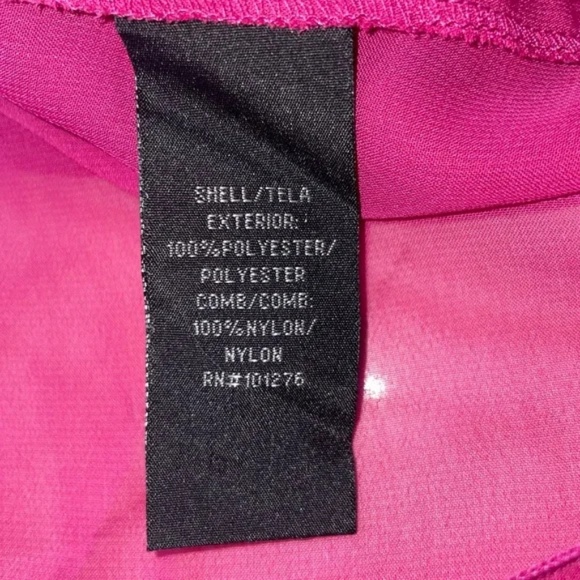 SHELL/TELA
EXTERIOR:
100%POLYESTER/
POLYESTER
COMB/COMB:
100%NYLON/
NYLON
RN#101276